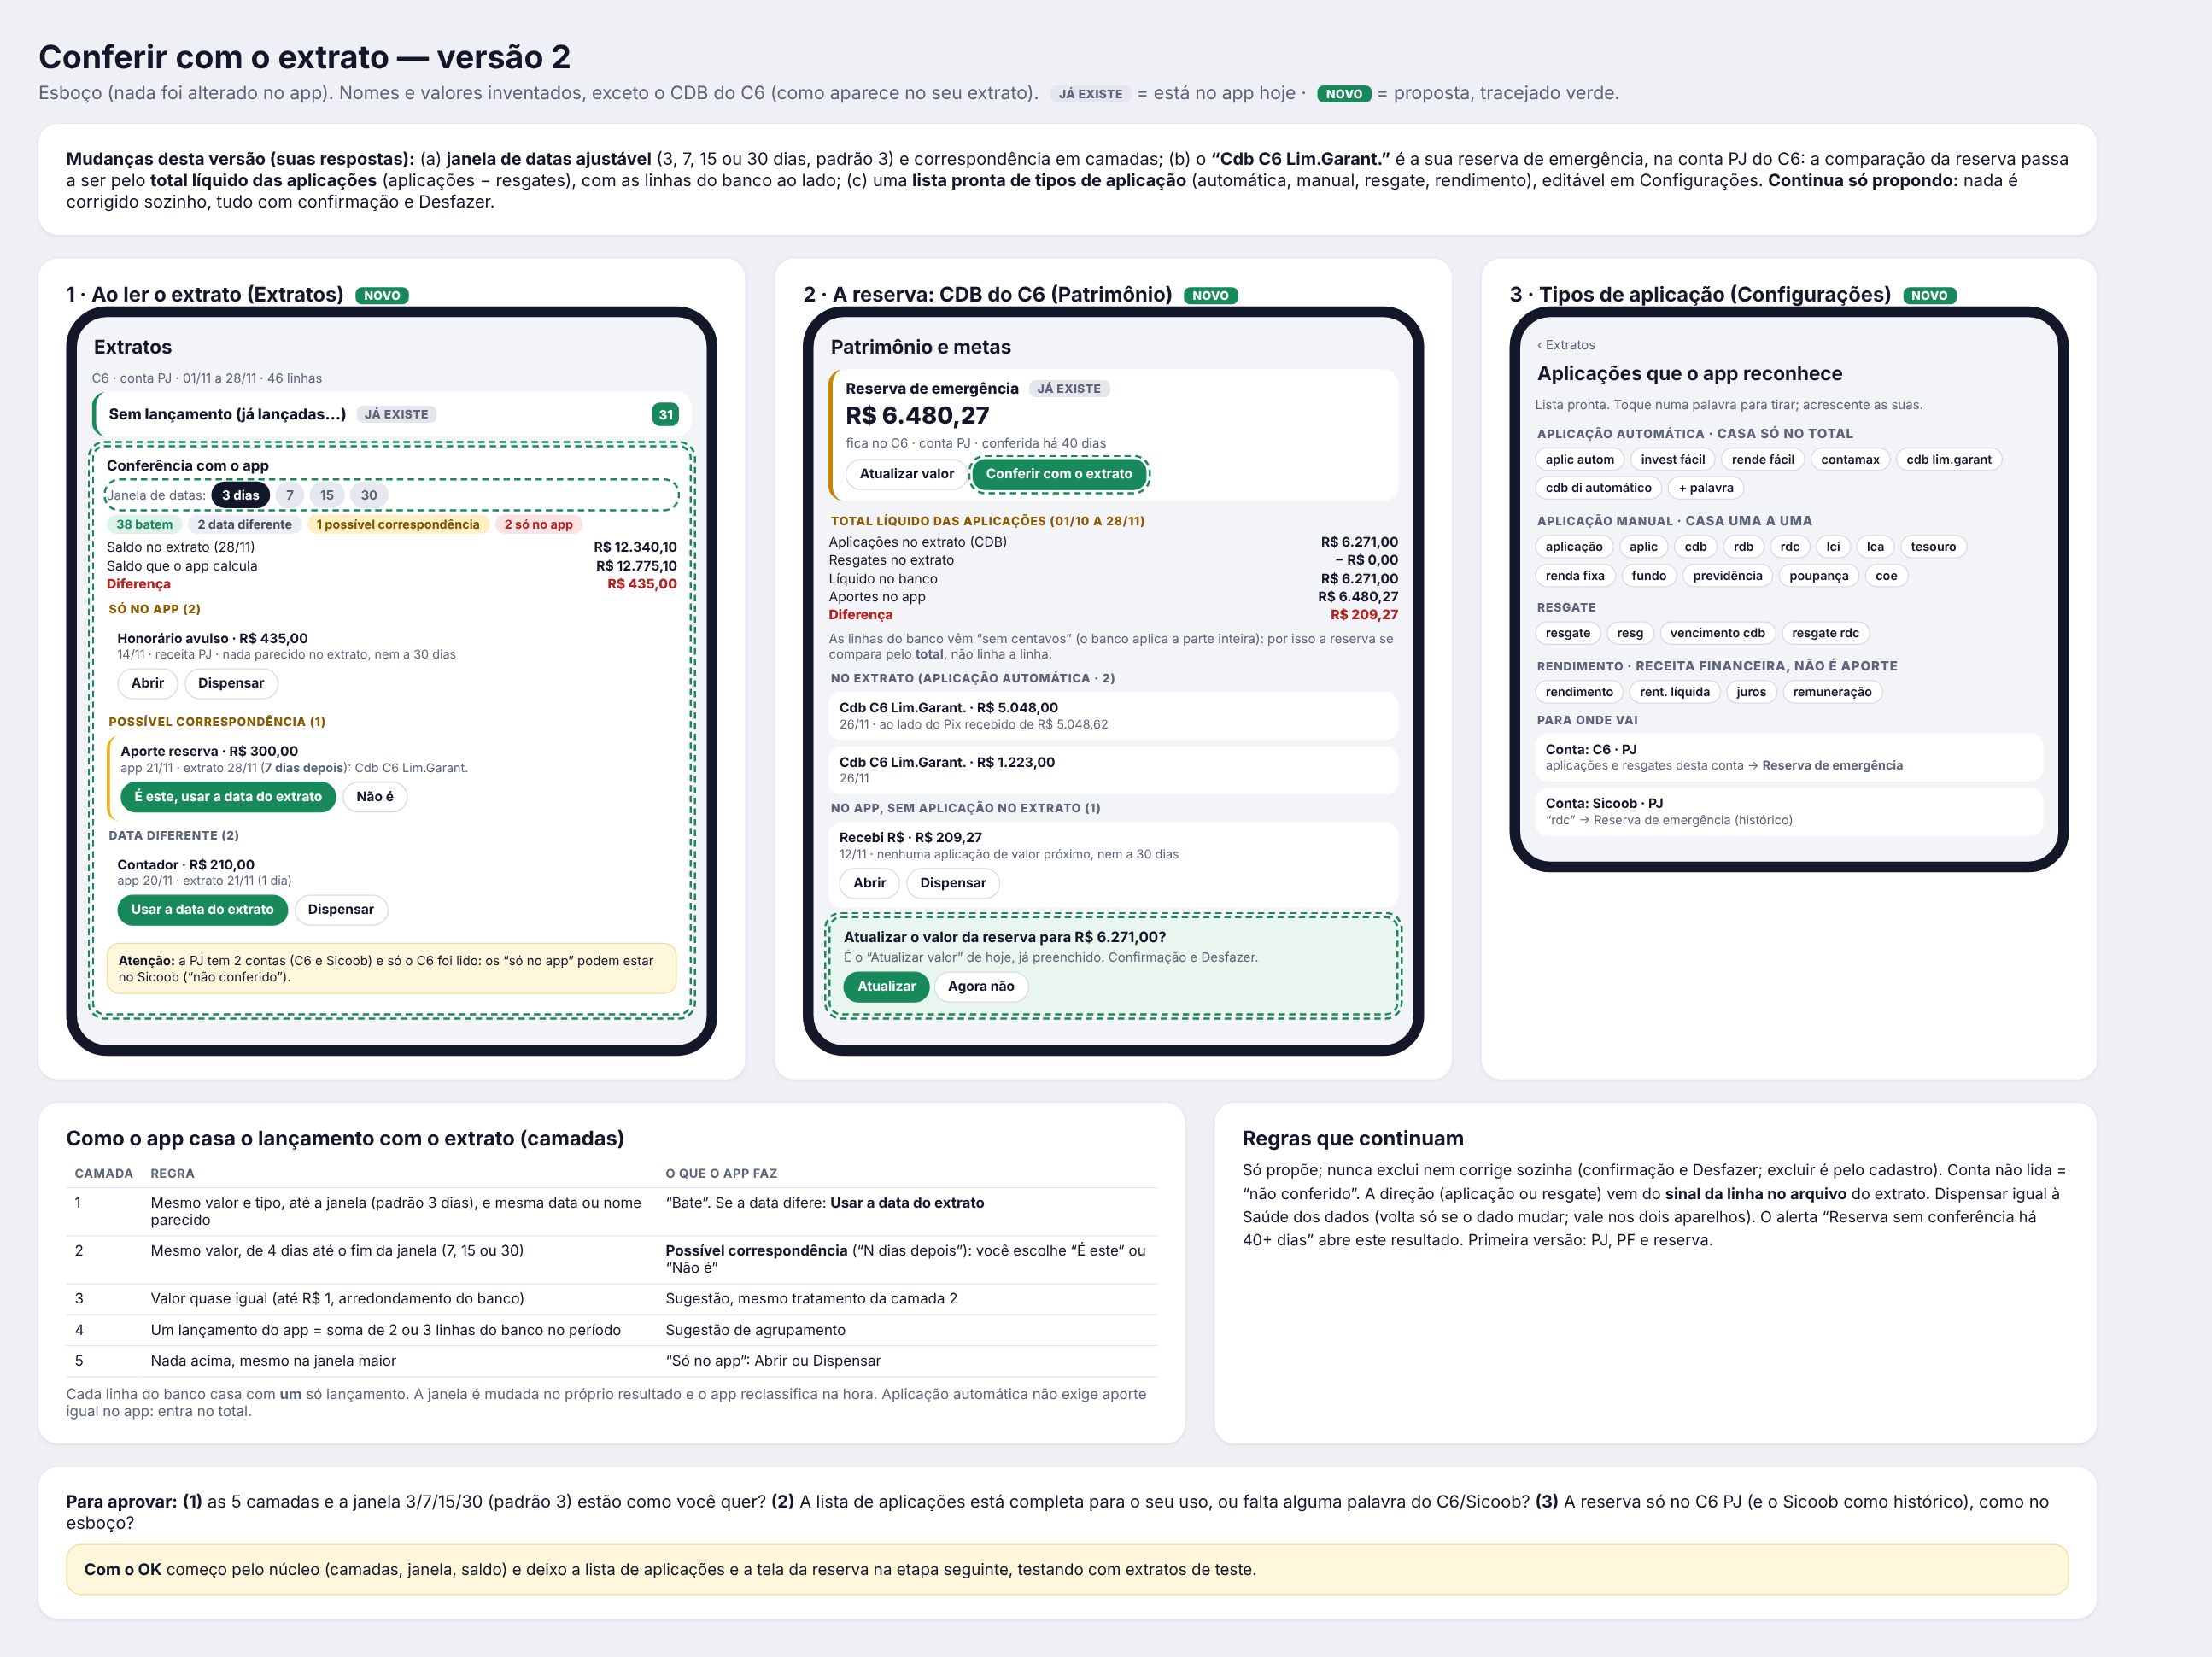 Conferir com o extrato — versão 2
Esboço (nada foi alterado no app). Nomes e valores inventados, exceto o CDB do C6 (como aparece no seu extrato). JÁ EXISTE = está no app hoje · NOVO = proposta, tracejado verde.
Mudanças desta versão (suas respostas): (a) janela de datas ajustável (3, 7, 15 ou 30 dias, padrão 3) e correspondência em camadas; (b) o “Cdb C6 Lim.Garant.” é a sua reserva de emergência, na conta PJ do C6: a comparação da reserva passa
a ser pelo total líquido das aplicações (aplicações − resgates), com as linhas do banco ao lado; (c) uma lista pronta de tipos de aplicação (automática, manual, resgate, rendimento), editável em Configurações. Continua só propondo: nada é
corrigido sozinho, tudo com confirmação e Desfazer.
1 · Ao ler o extrato (Extratos) NOVO
Extratos
C6 · conta PJ · 01/11 a 28/11 · 46 linhas
Sem lançamento (já lançadas...) JÁ EXISTE 31
Conferência com o app
Janela de datas: 3 dias 7 15 30
38 batem 2 data diferente 1 possível correspondência 2 só no app
Saldo no extrato (28/11) R$ 12.340,10
Saldo que o app calcula R$ 12.775,10
Diferença R$ 435,00
SÓ NO APP (2)
Honorário avulso · R$ 435,00
14/11 · receita PJ · nada parecido no extrato, nem a 30 dias
Abrir Dispensar
POSSÍVEL CORRESPONDÊNCIA (1)
Aporte reserva · R$ 300,00
app 21/11 · extrato 28/11 (7 dias depois): Cdb C6 Lim.Garant.
É este, usar a data do extrato Não é
DATA DIFERENTE (2)
Contador · R$ 210,00
app 20/11 · extrato 21/11 (1 dia)
Usar a data do extrato Dispensar
Atenção: a PJ tem 2 contas (C6 e Sicoob) e só o C6 foi lido: os “só no app” podem estar
no Sicoob (“não conferido”).
2 · A reserva: CDB do C6 (Patrimônio) NOVO
Patrimônio e metas
Reserva de emergência JÁ EXISTE
R$ 6.480,27
fica no C6 · conta PJ · conferida há 40 dias
Atualizar valor Conferir com o extrato
TOTAL LÍQUIDO DAS APLICAÇÕES (01/10 A 28/11)
Aplicações no extrato (CDB) R$ 6.271,00
Resgates no extrato − R$ 0,00
Líquido no banco R$ 6.271,00
Aportes no app R$ 6.480,27
Diferença R$ 209,27
As linhas do banco vêm “sem centavos” (o banco aplica a parte inteira): por isso a reserva se
compara pelo total, não linha a linha.
NO EXTRATO (APLICAÇÃO AUTOMÁTICA · 2)
Cdb C6 Lim.Garant. · R$ 5.048,00
26/11 · ao lado do Pix recebido de R$ 5.048,62
Cdb C6 Lim.Garant. · R$ 1.223,00
26/11
NO APP, SEM APLICAÇÃO NO EXTRATO (1)
Recebi R$ · R$ 209,27
12/11 · nenhuma aplicação de valor próximo, nem a 30 dias
Abrir Dispensar
Atualizar o valor da reserva para R$ 6.271,00?
É o “Atualizar valor” de hoje, já preenchido. Confirmação e Desfazer.
Atualizar Agora não
3 · Tipos de aplicação (Configurações) NOVO
‹ Extratos
Aplicações que o app reconhece
Lista pronta. Toque numa palavra para tirar; acrescente as suas.
APLICAÇÃO AUTOMÁTICA · CASA SÓ NO TOTAL
aplic autom invest fácil rende fácil contamax cdb lim.garant
cdb di automático + palavra
APLICAÇÃO MANUAL · CASA UMA A UMA
aplicação aplic cdb rdb rdc lci lca tesouro
renda fixa fundo previdência poupança coe
RESGATE
resgate resg vencimento cdb resgate rdc
RENDIMENTO · RECEITA FINANCEIRA, NÃO É APORTE
rendimento rent. líquida juros remuneração
PARA ONDE VAI
Conta: C6 · PJ
aplicações e resgates desta conta → Reserva de emergência
Conta: Sicoob · PJ
“rdc” → Reserva de emergência (histórico)
Como o app casa o lançamento com o extrato (camadas)
CAMADA REGRA O QUE O APP FAZ
1 Mesmo valor e tipo, até a janela (padrão 3 dias), e mesma data ou nome “Bate”. Se a data difere: Usar a data do extrato
parecido
2 Mesmo valor, de 4 dias até o fim da janela (7, 15 ou 30) Possível correspondência (“N dias depois”): você escolhe “É este” ou
“Não é”
3 Valor quase igual (até R$ 1, arredondamento do banco) Sugestão, mesmo tratamento da camada 2
4 Um lançamento do app = soma de 2 ou 3 linhas do banco no período Sugestão de agrupamento
5 Nada acima, mesmo na janela maior “Só no app”: Abrir ou Dispensar
Cada linha do banco casa com um só lançamento. A janela é mudada no próprio resultado e o app reclassifica na hora. Aplicação automática não exige aporte
igual no app: entra no total.
Regras que continuam
Só propõe; nunca exclui nem corrige sozinha (confirmação e Desfazer; excluir é pelo cadastro). Conta não lida =
“não conferido”. A direção (aplicação ou resgate) vem do sinal da linha no arquivo do extrato. Dispensar igual à
Saúde dos dados (volta só se o dado mudar; vale nos dois aparelhos). O alerta “Reserva sem conferência há
40+ dias” abre este resultado. Primeira versão: PJ, PF e reserva.
Para aprovar: (1) as 5 camadas e a janela 3/7/15/30 (padrão 3) estão como você quer? (2) A lista de aplicações está completa para o seu uso, ou falta alguma palavra do C6/Sicoob? (3) A reserva só no C6 PJ (e o Sicoob como histórico), como no
esboço?
Com o OK começo pelo núcleo (camadas, janela, saldo) e deixo a lista de aplicações e a tela da reserva na etapa seguinte, testando com extratos de teste.